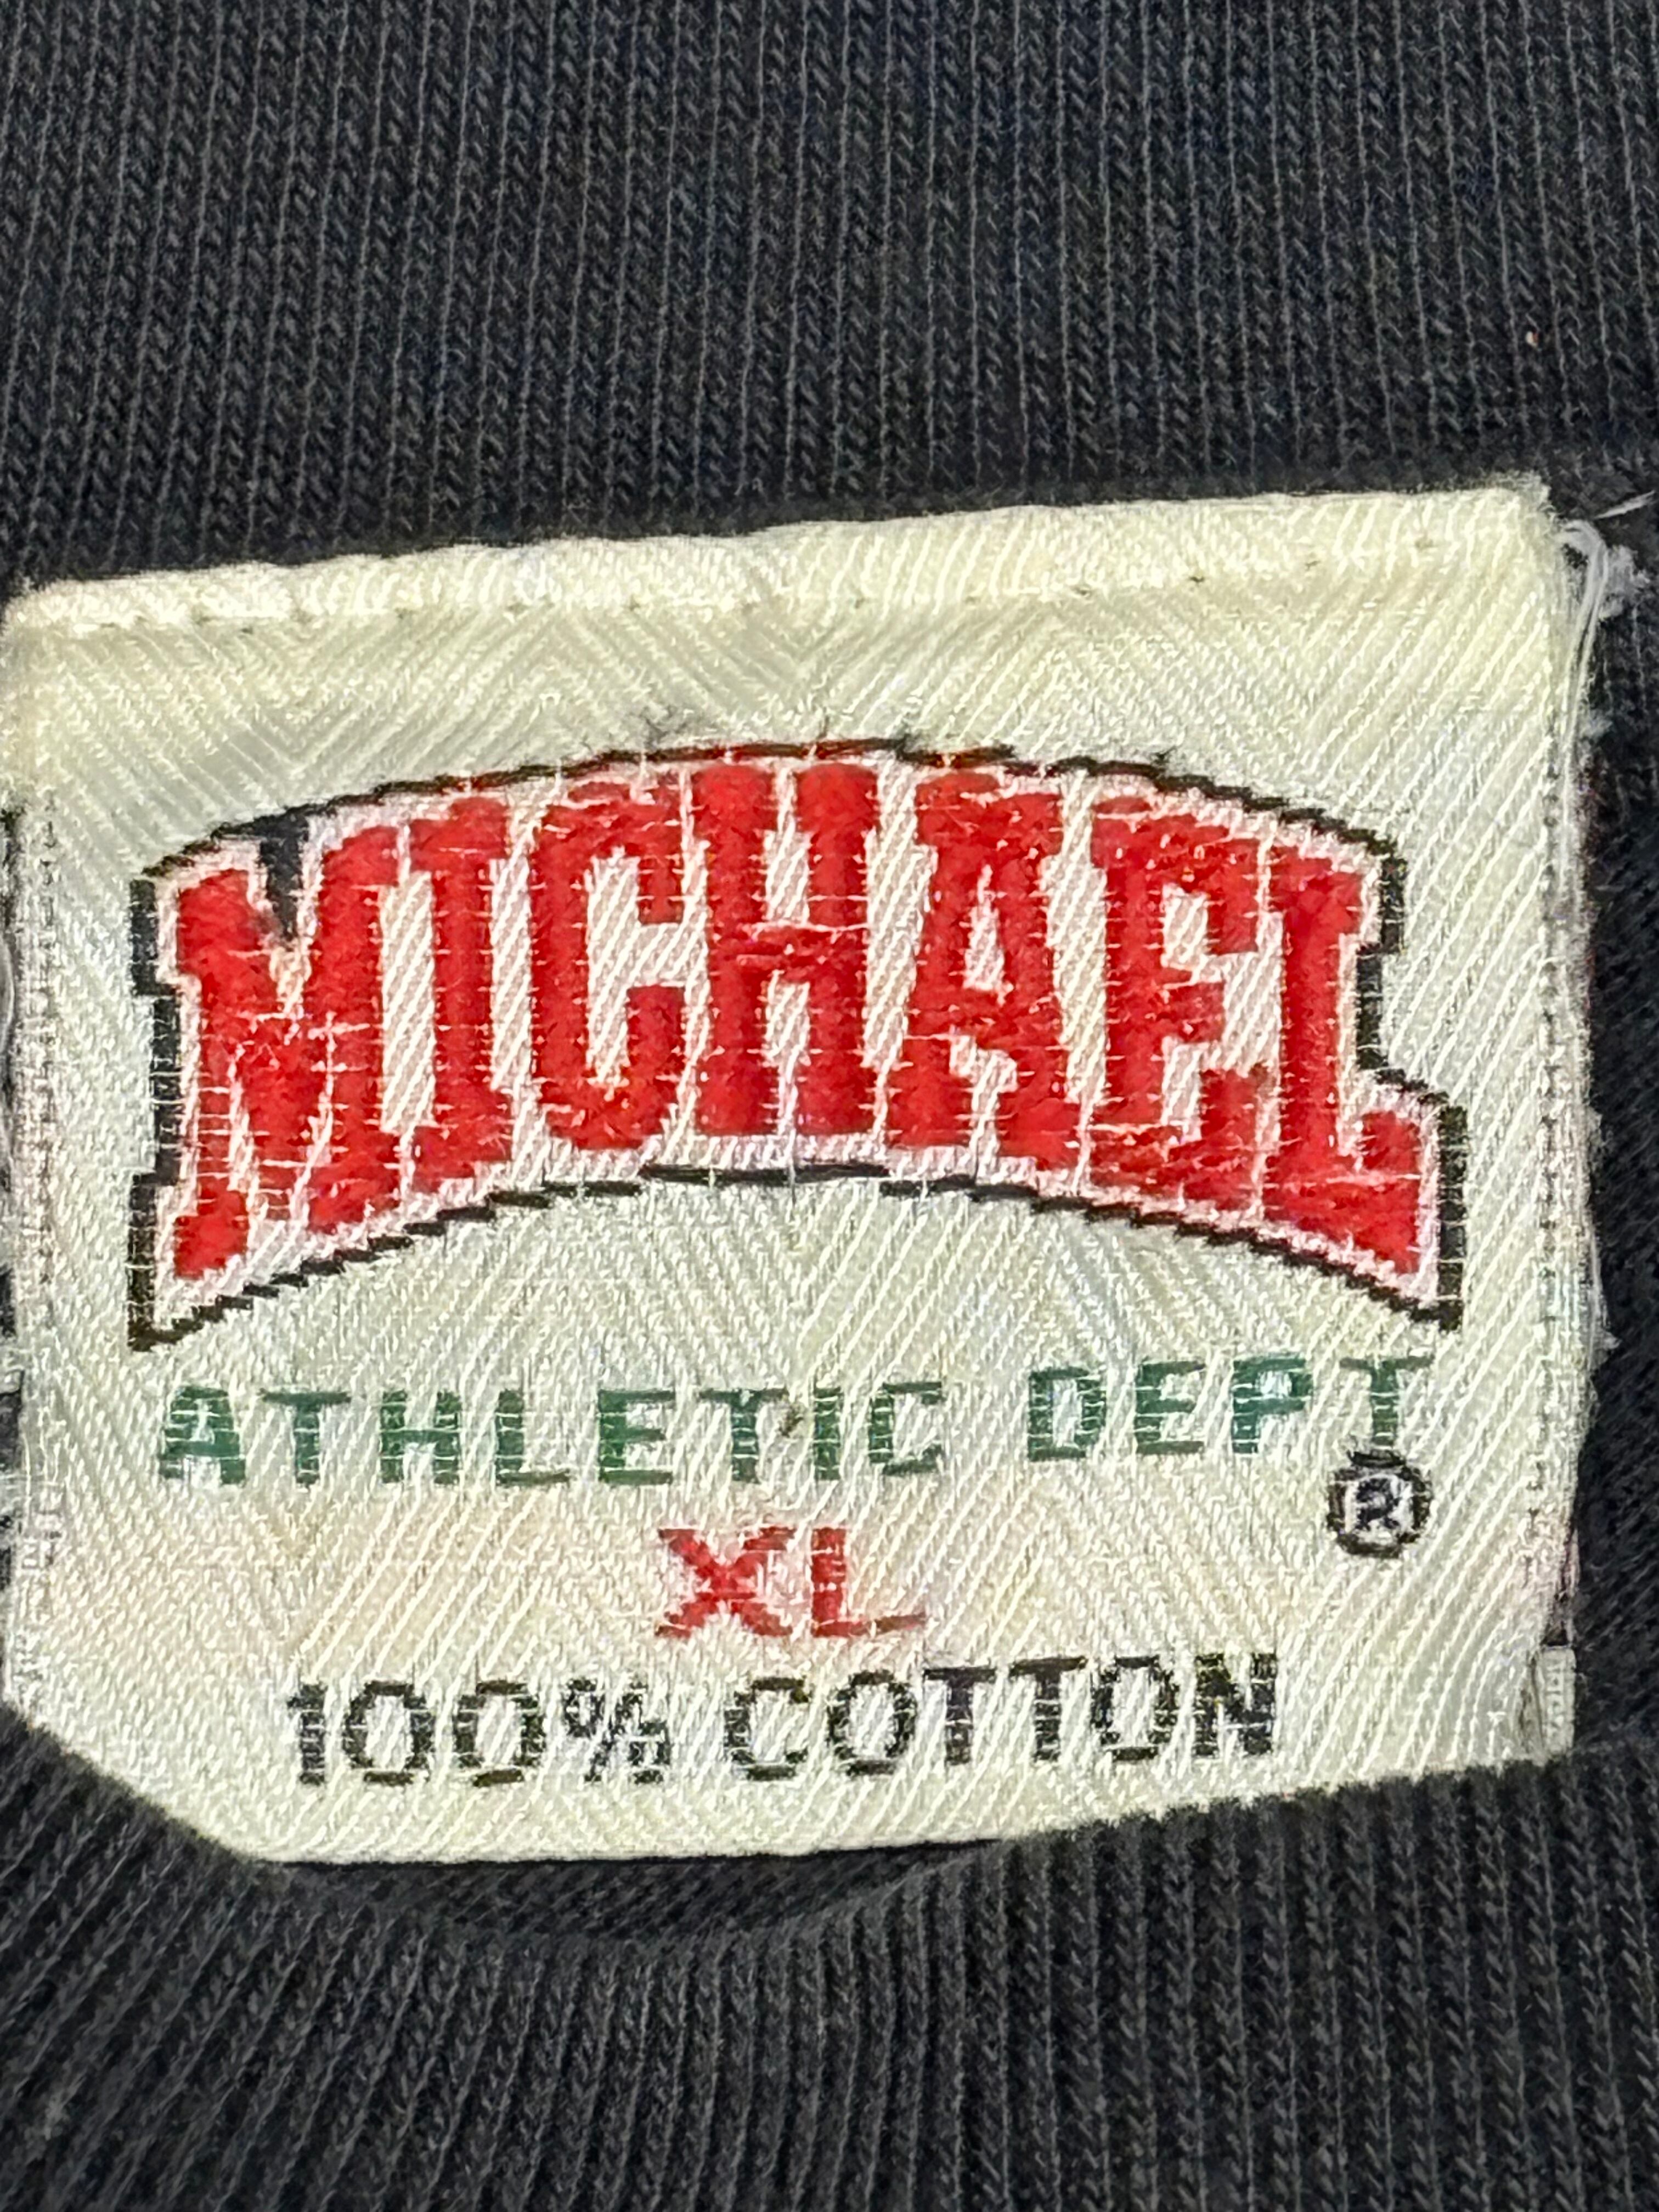 MICHAEL
ATHLETIC DEPT
®
XL
100% COTTON